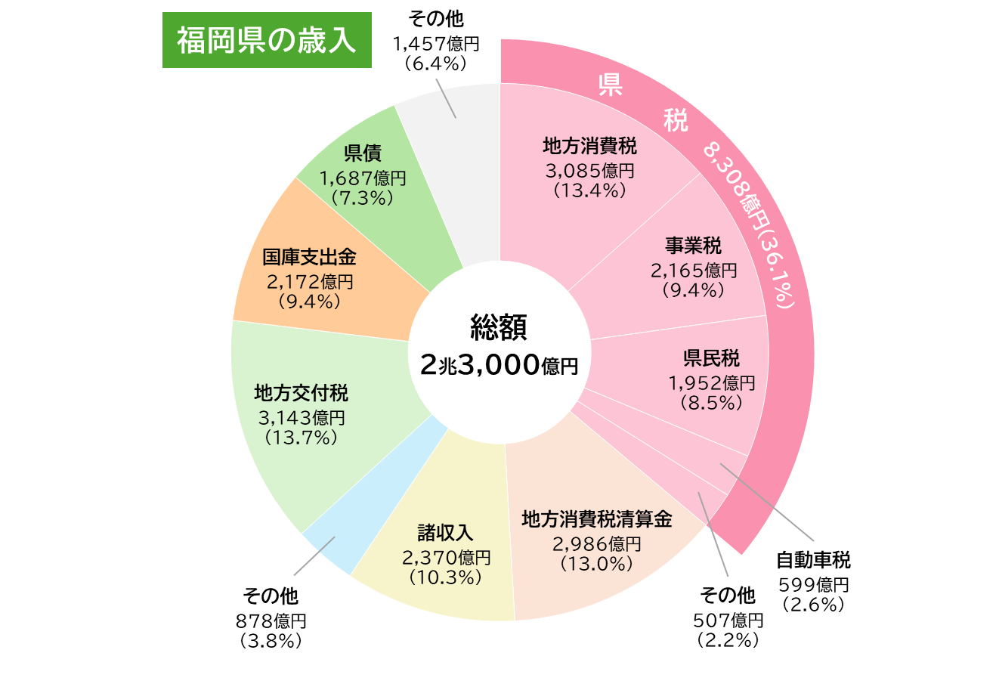 福岡県の歳入
その他
1,457億円
(6.4%)
県税 8,308億円(36.1%)
地方消費税
3,085億円
(13.4%)
事業税
2,165億円
(9.4%)
県民税
1,952億円
(8.5%)
自動車税
599億円
(2.6%)
その他
507億円
(2.2%)
地方消費税清算金
2,986億円
(13.0%)
諸収入
2,370億円
(10.3%)
その他
878億円
(3.8%)
地方交付税
3,143億円
(13.7%)
国庫支出金
2,172億円
(9.4%)
県債
1,687億円
(7.3%)
総額
2兆3,000億円